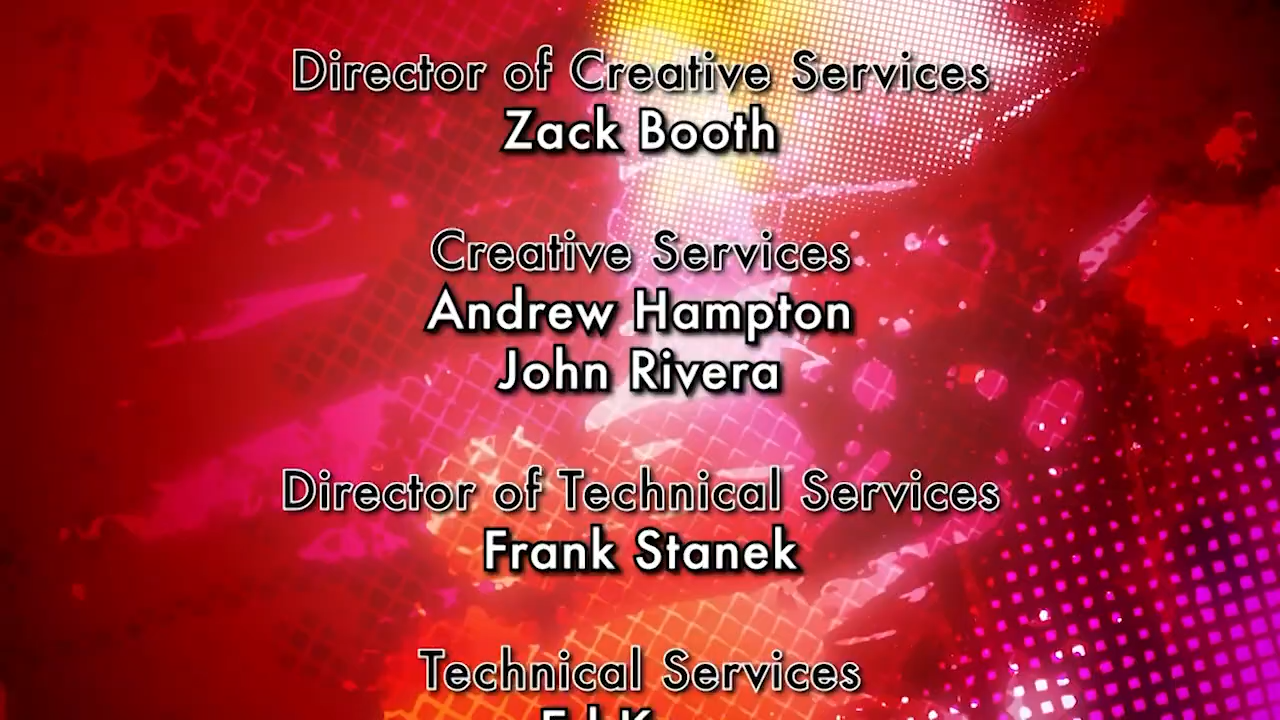 Director of Creative Services
Zack Booth
Creative Services
Andrew Hampton
John Rivera
Director of Technical Services
Frank Stanek
Technical Services